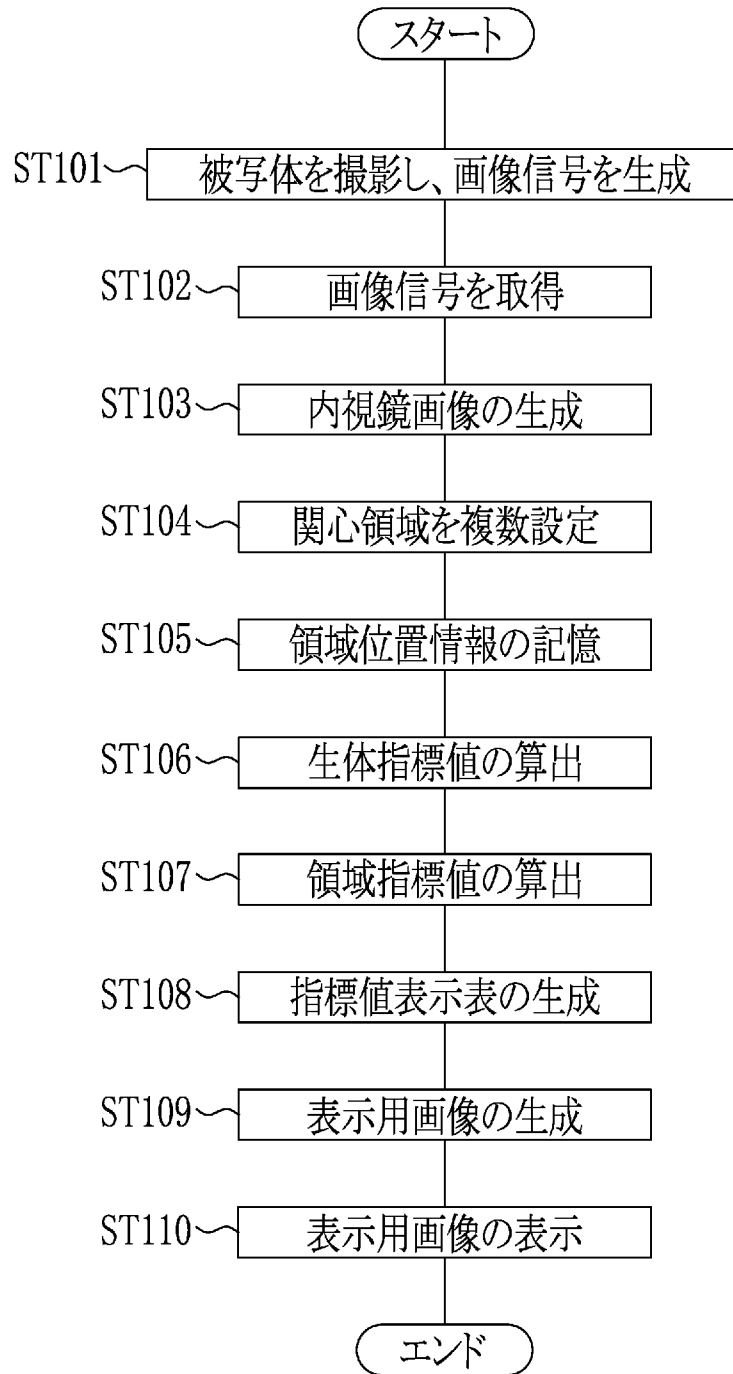 スタート
ST101 被写体を撮影し、画像信号を生成
ST102 画像信号を取得
ST103 内視鏡画像の生成
ST104 関心領域を複数設定
ST105 領域位置情報の記憶
ST106 生体指標値の算出
ST107 領域指標値の算出
ST108 指標値表示表の生成
ST109 表示用画像の生成
ST110 表示用画像の表示
エンド